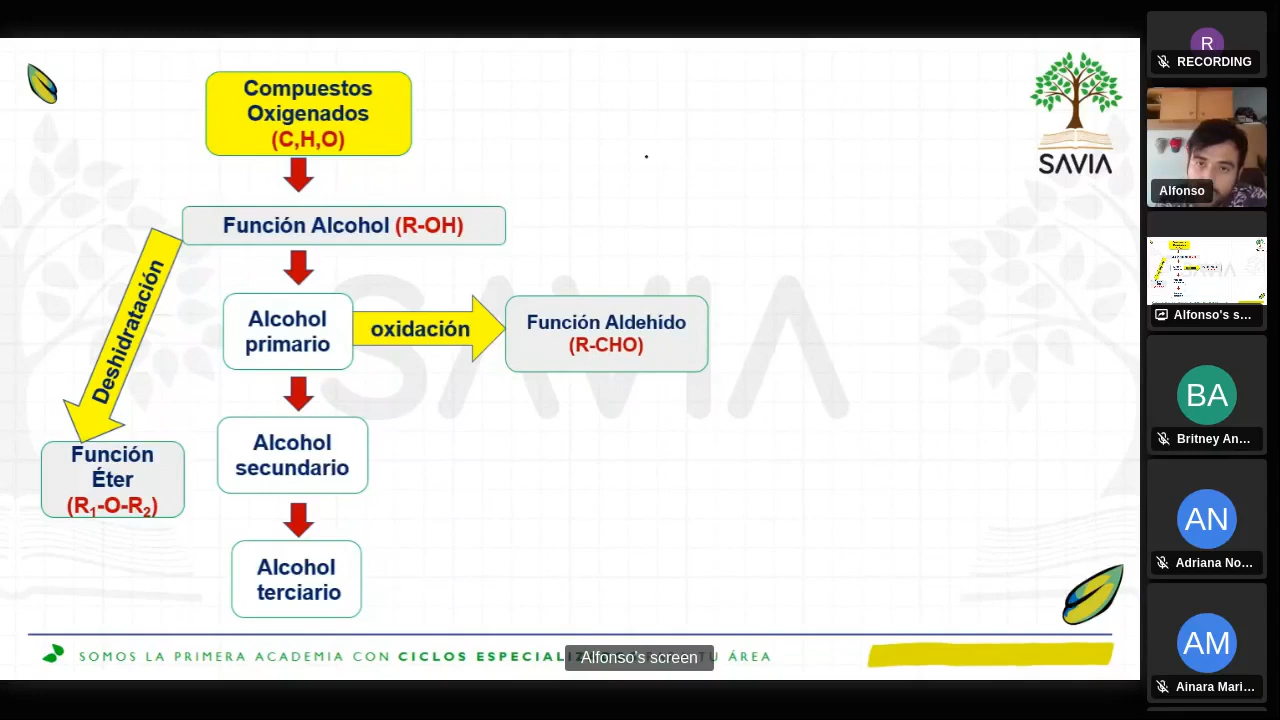 Compuestos
Oxigenados
(C,H,O)
SAVIA
Función Alcohol (R-OH)
Deshidratación
Alcohol
primario
oxidación
Función Aldehído
(R-CHO)
SAVIA
Alcohol
secundario
Función
Éter
(R₁-O-R₂)
Alcohol
terciario
SOMOS LA PRIMERA ACADEMIA CON CICLOS TU ÁREA
Alfonso's screen
R
RECORDING
Alfonso
Alfonso's s...
BA
Britney An...
AN
Adriana No...
AM
Ainara Mari...